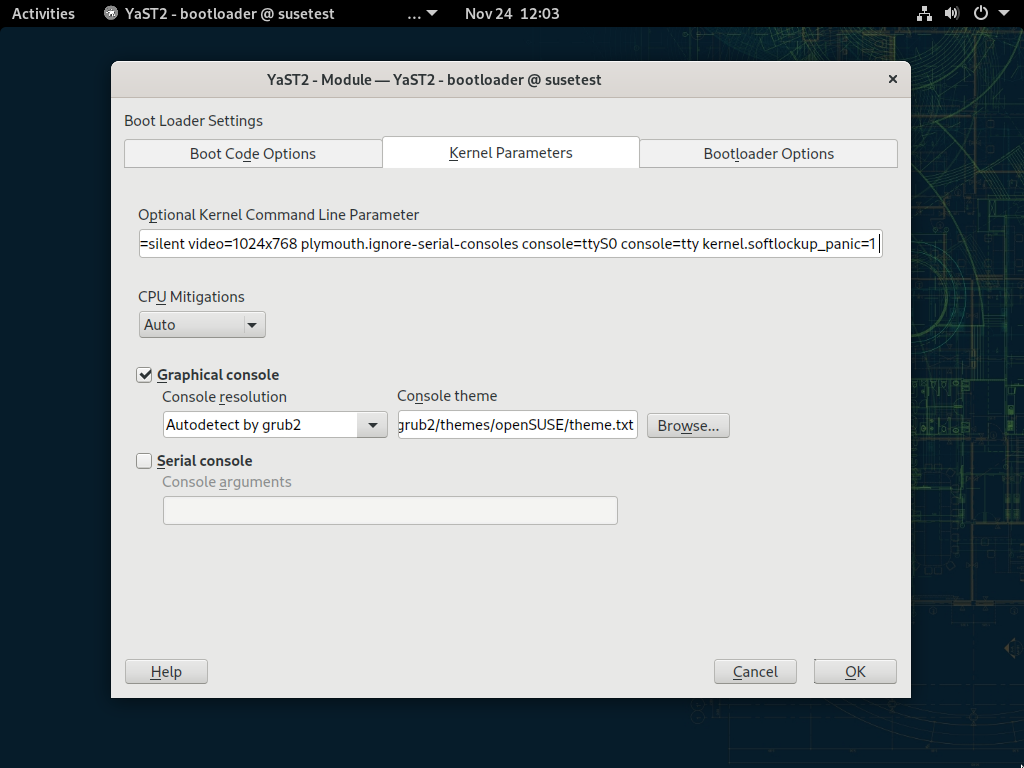 Activities YaST2 - bootloader @ susetest ... Nov 24 12:03
YaST2 - Module — YaST2 - bootloader @ susetest ×
Boot Loader Settings
Boot Code Options Kernel Parameters Bootloader Options
Optional Kernel Command Line Parameter
=silent video=1024x768 plymouth.ignore-serial-consoles console=ttyS0 console=tty kernel.softlockup_panic=1
CPU Mitigations
Auto
Graphical console
Console resolution Console theme
Autodetect by grub2 grub2/themes/openSUSE/theme.txt Browse...
Serial console
Console arguments
Help Cancel OK